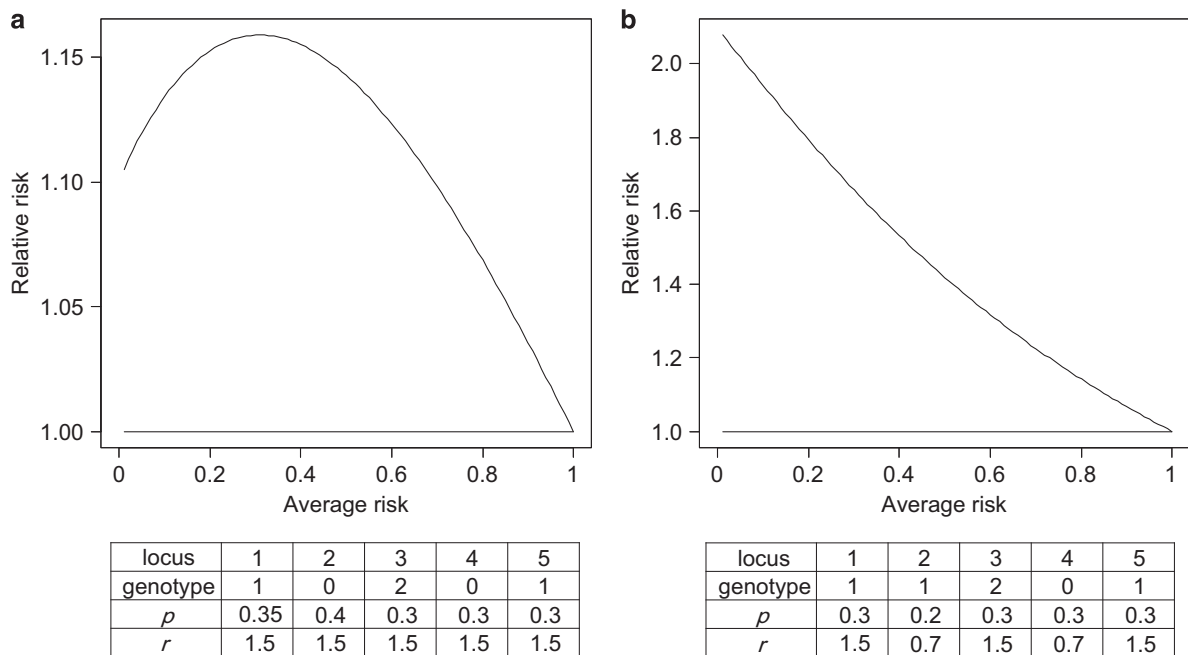 a
1.15
1.10
1.05
1.00
Relative risk
0 0.2 0.4 0.6 0.8 1
Average risk
locus 1 2 3 4 5
genotype 1 0 2 0 1
p 0.35 0.4 0.3 0.3 0.3
r 1.5 1.5 1.5 1.5 1.5
b
2.0
1.8
1.6
1.4
1.2
1.0
Relative risk
0 0.2 0.4 0.6 0.8 1
Average risk
locus 1 2 3 4 5
genotype 1 1 2 0 1
p 0.3 0.2 0.3 0.3 0.3
r 1.5 0.7 1.5 0.7 1.5